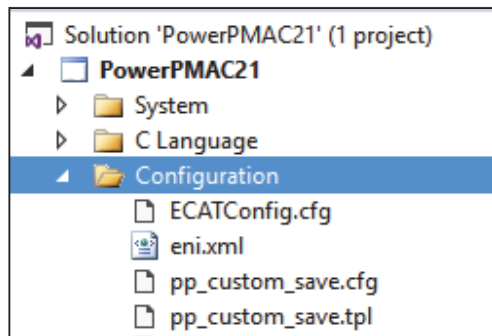 Solution 'PowerPMAC21' (1 project)
PowerPMAC21
System
C Language
Configuration
ECATConfig.cfg
eni.xml
pp_custom_save.cfg
pp_custom_save.tpl